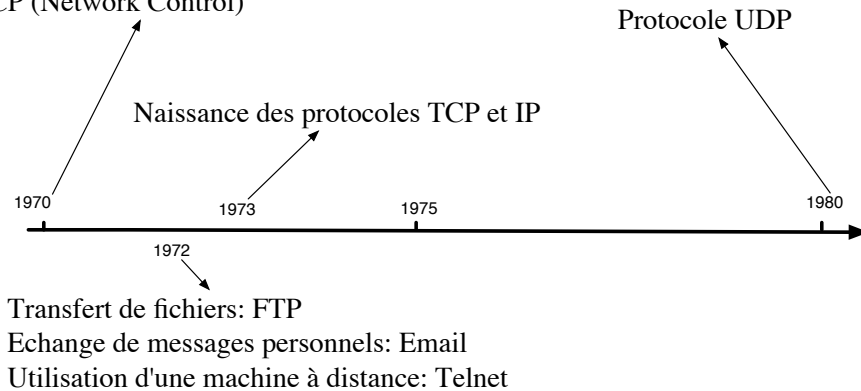 (Network Control)
Protocole UDP
Naissance des protocoles TCP et IP
1970
1973
1975
1980
1972
Transfert de fichiers: FTP
Echange de messages personnels: Email
Utilisation d'une machine à distance: Telnet